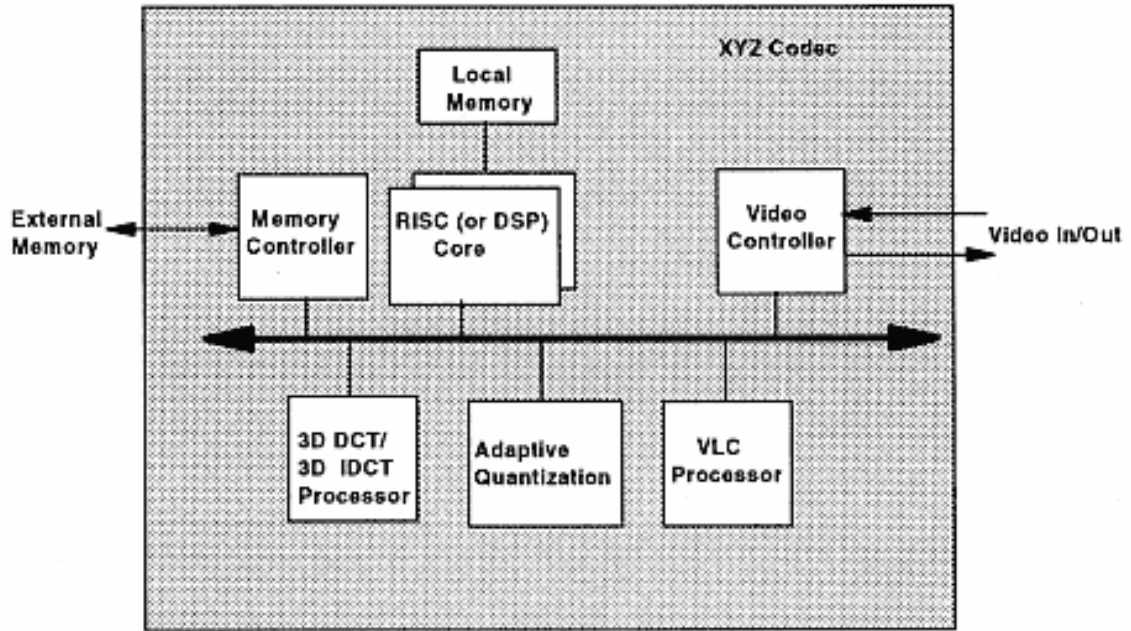 XYZ Codec
Local
Memory
External
Memory
Memory
Controller
RISC (or DSP)
Core
Video
Controller
Video In/Out
3D DCT/
3D IDCT
Processor
Adaptive
Quantization
VLC
Processor